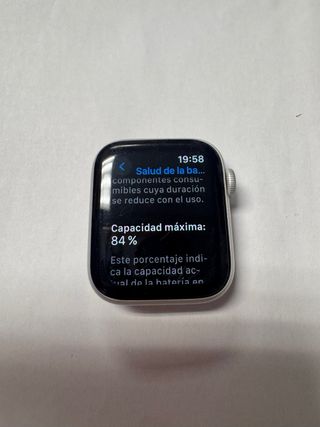 19:58
Salud de la ba...
componentes consu-
mibles cuya duración
se reduce con el uso.
Capacidad máxima:
84 %
Este porcentaje indi-
ca la capacidad ac-
tual de la batería en